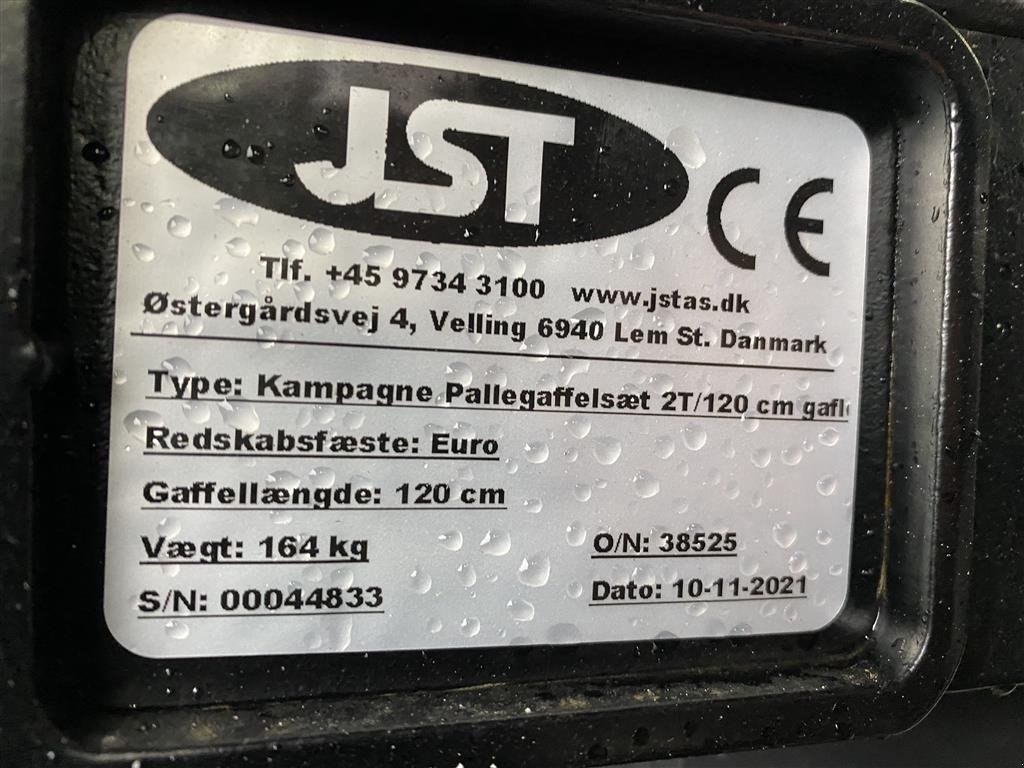 JST
CE
Tlf. +45 9734 3100 www.jstas.dk
Østergårdsvej 4, Velling 6940 Lem St. Danmark
Type: Kampagne Pallegaffelsæt 2T/120 cm gafl
Redskabsfæste: Euro
Gaffellængde: 120 cm
Vægt: 164 kg
O/N: 38525
S/N: 00044833
Dato: 10-11-2021